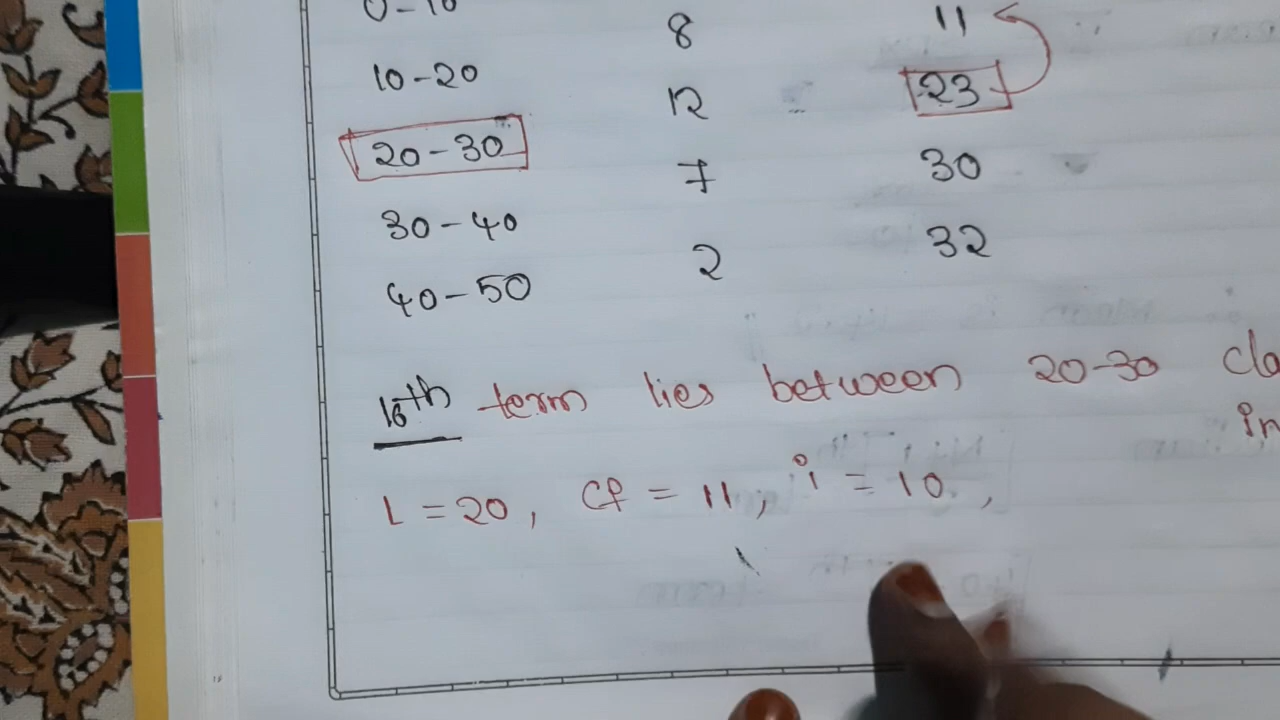 0-10 8 11
10-20 12 23
20-30 7 30
30-40 2 32
40-50
16th term lies between 20-30 cla
in
L = 20, Cf = 11, i = 10,